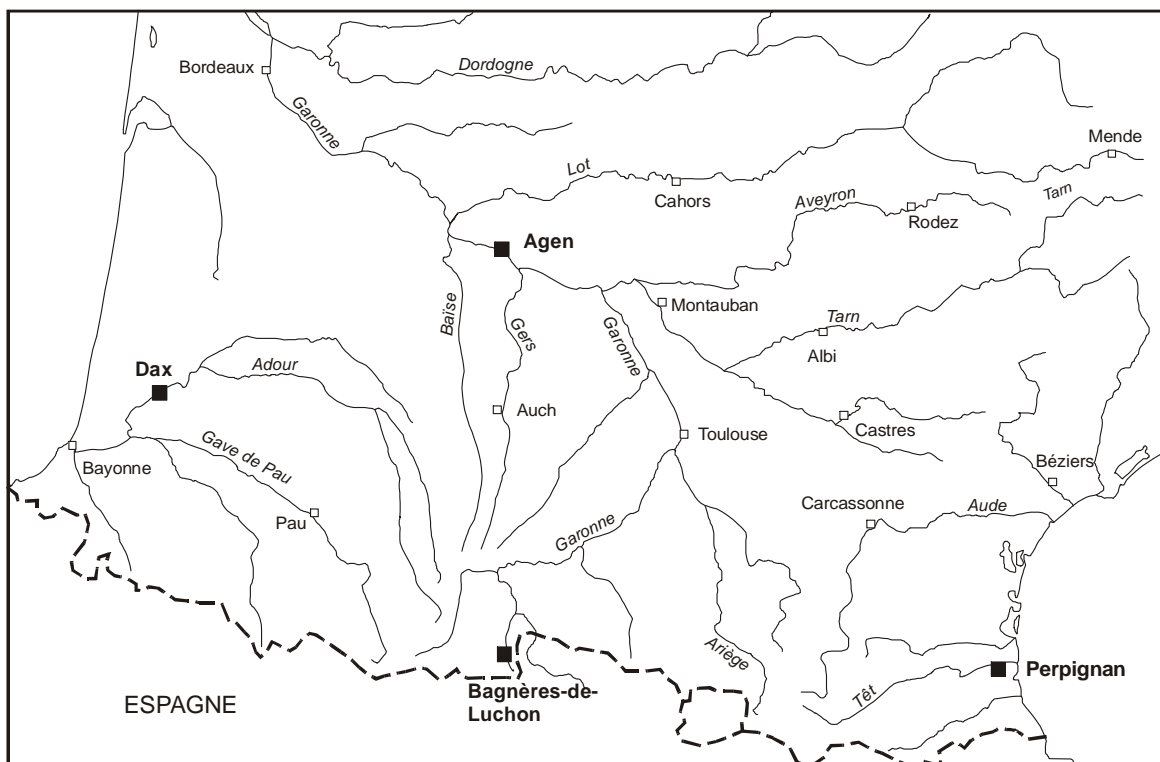 Bordeaux
Dordogne
Garonne
Mende
Lot
Cahors
Aveyron
Tarn
Rodez
Agen
Baïse
Gers
Garonne
Montauban
Tarn
Albi
Dax
Adour
Auch
Castres
Toulouse
Bayonne
Gave de Pau
Béziers
Pau
Carcassonne
Aude
Garonne
Ariège
Bagnères-de-
Luchon
Têt
Perpignan
ESPAGNE